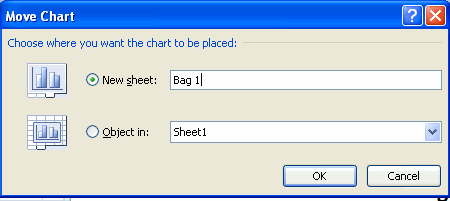 Move Chart
Choose where you want the chart to be placed:
New sheet: Bag 1
Object in: Sheet1
OK Cancel